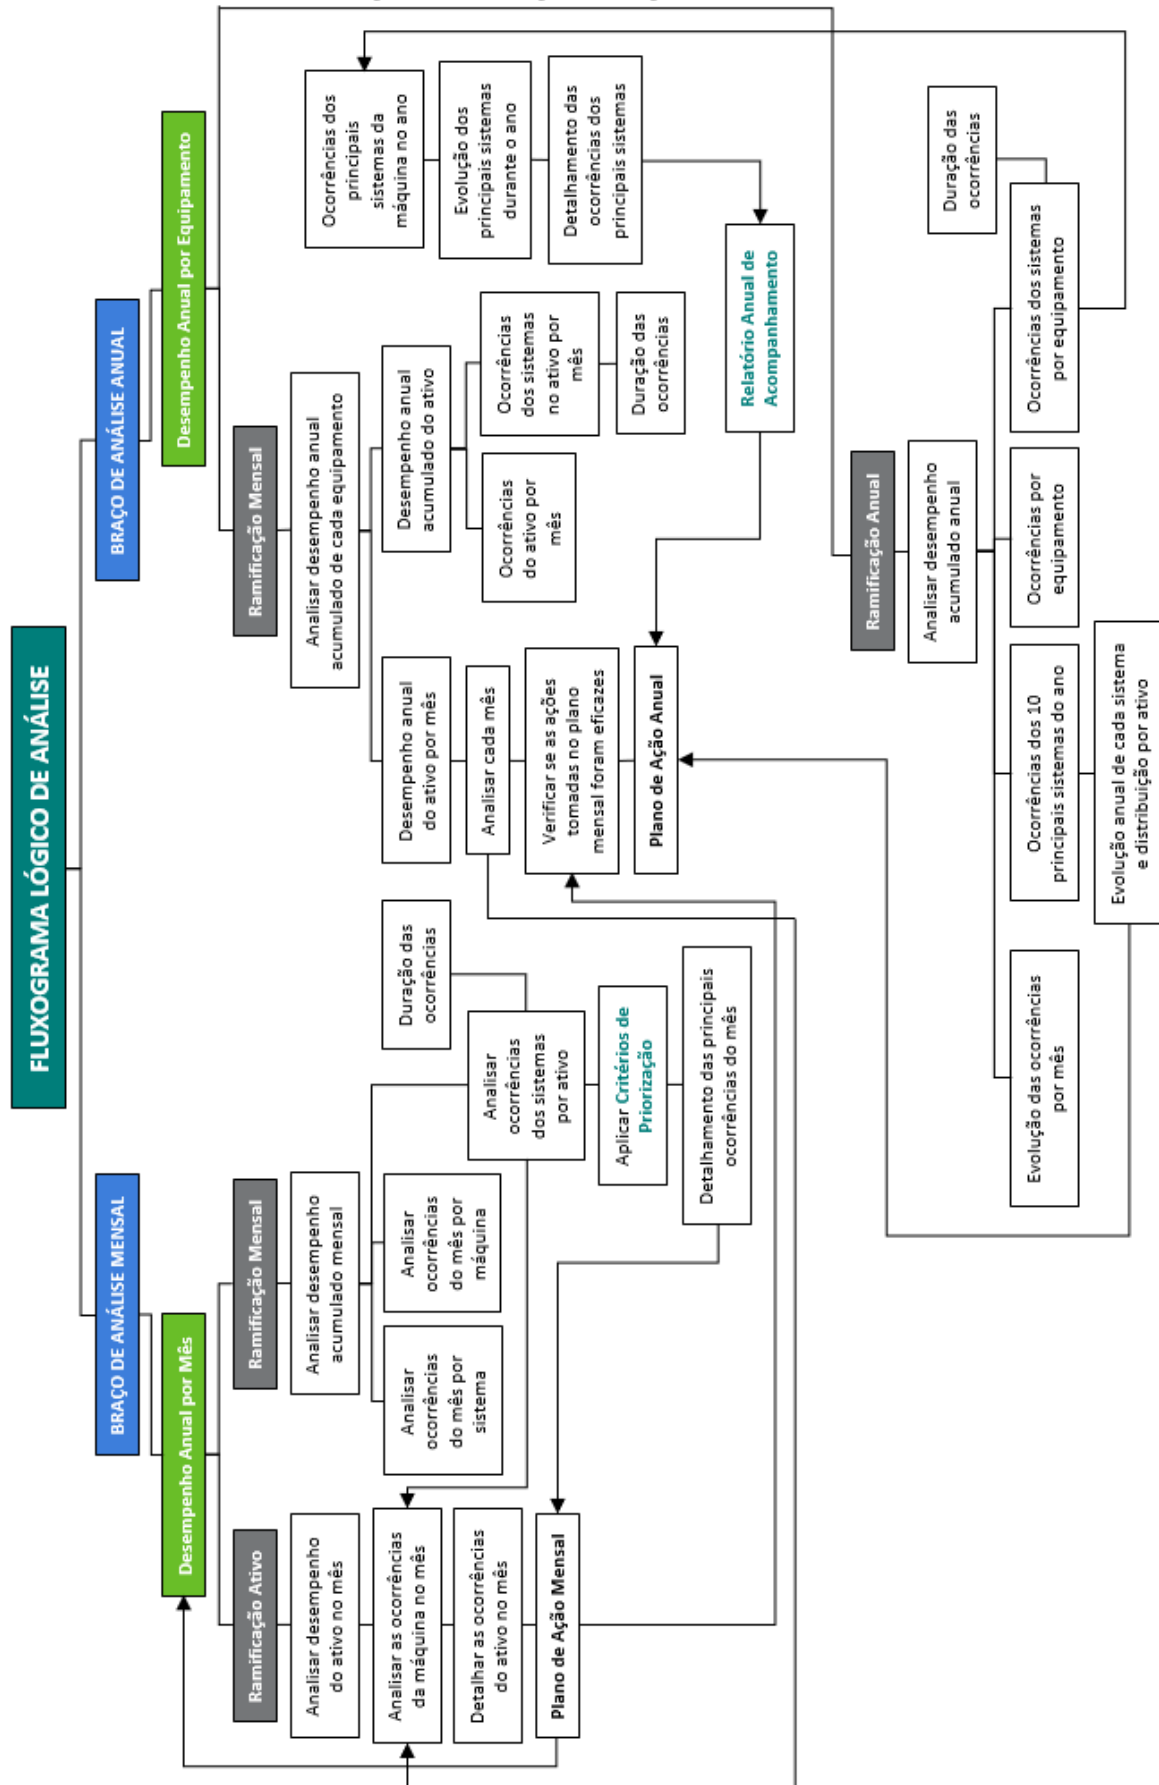 FLUXOGRAMA LÓGICO DE ANÁLISE
BRAÇO DE ANÁLISE MENSAL
BRAÇO DE ANÁLISE ANUAL
Desempenho Anual por Mês
Desempenho Anual por Equipamento
Ramificação Ativo
Ramificação Mensal
Ramificação Mensal
Analisar desempenho
do ativo no mês
Analisar desempenho
acumulado mensal
Analisar desempenho anual
acumulado de cada equipamento
Ocorrências dos
principais
sistemas da
máquina no ano
Analisar as ocorrências
da máquina no mês
Analisar
ocorrências
do mês por
sistema
Analisar
ocorrências
do mês por
máquina
Duração das
ocorrências
Desempenho anual
do ativo por mês
Desempenho anual
acumulado do ativo
Evolução dos
principais sistemas
durante o ano
Detalhar as ocorrências
do ativo no mês
Analisar
ocorrências
dos sistemas
por ativo
Analisar cada mês
Ocorrências
do ativo por
mês
Ocorrências
dos sistemas
no ativo por
mês
Detalhamento das
ocorrências dos
principais sistemas
Plano de Ação Mensal
Aplicar Critérios de
Priorização
Verificar se as ações
tomadas no plano
mensal foram eficazes
Duração das
ocorrências
Detalhamento das principais
ocorrências do mês
Plano de Ação Anual
Relatório Anual de
Acompanhamento
Ramificação Anual
Analisar desempenho
acumulado anual
Duração das
ocorrências
Evolução das ocorrências
por mês
Ocorrências dos 10
principais sistemas do ano
Ocorrências por
equipamento
Ocorrências dos sistemas
por equipamento
Evolução anual de cada sistema
e distribuição por ativo